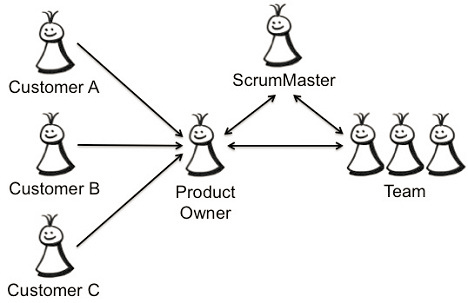 Customer A
ScrumMaster
Customer B
Product
Owner
Team
Customer C